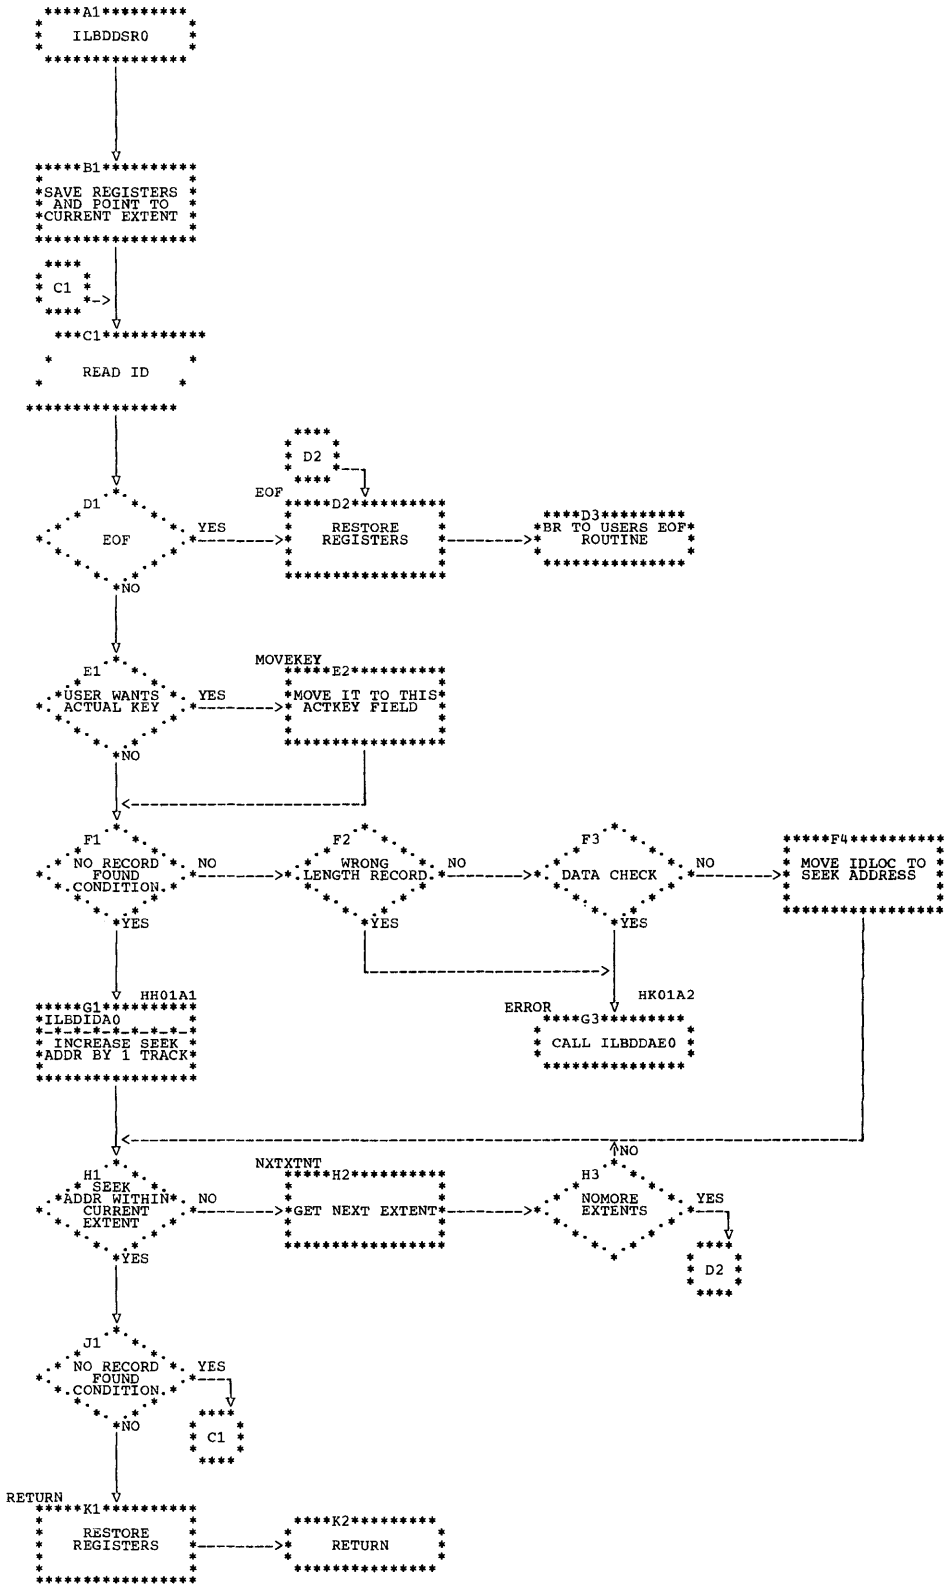 A1
ILBDDSR0
B1
SAVE REGISTERS
AND POINT TO
CURRENT EXTENT
C1
C1
READ ID
D2
D1
EOF
YES
NO
EOF
D2
RESTORE
REGISTERS
D3
BR TO USERS EOF
ROUTINE
E1
USER WANTS
ACTUAL KEY
YES
NO
MOVEKEY
E2
MOVE IT TO THIS
ACTKEY FIELD
F1
NO RECORD
FOUND
CONDITION
NO
YES
F2
WRONG
LENGTH RECORD
NO
YES
F3
DATA CHECK
NO
YES
F4
MOVE IDLOC TO
SEEK ADDRESS
HH01A1
G1
ILBDIDA0
INCREASE SEEK
ADDR BY 1 TRACK
HK01A2
ERROR
G3
CALL ILBDDAE0
H1
SEEK
ADDR WITHIN
CURRENT
EXTENT
NO
YES
NXTXTNT
H2
GET NEXT EXTENT
NO
H3
NOMORE
EXTENTS
YES
D2
J1
NO RECORD
FOUND
CONDITION
YES
NO
C1
RETURN
K1
RESTORE
REGISTERS
K2
RETURN